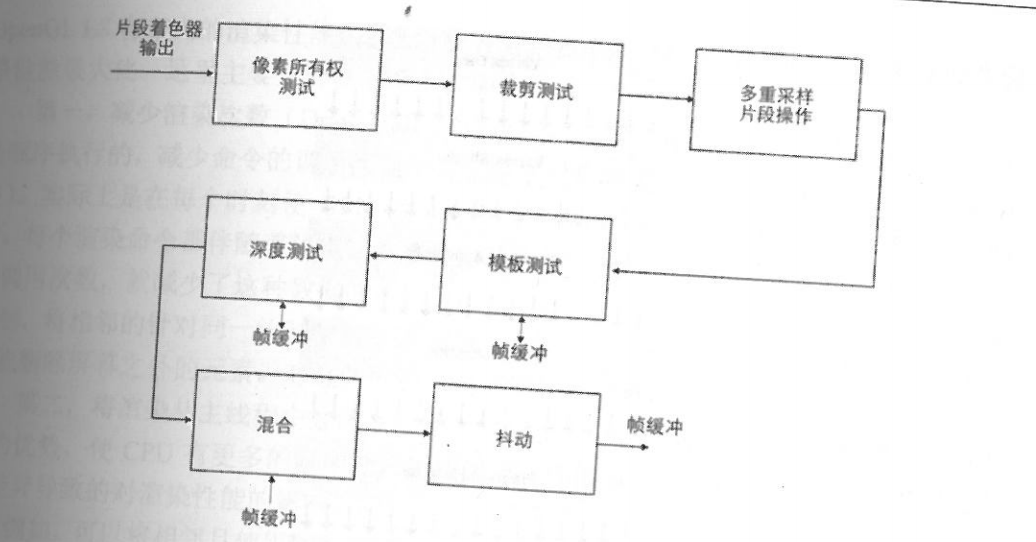 片段着色器
输出
像素所有权
测试
裁剪测试
多重采样
片段操作
深度测试
模板测试
帧缓冲
帧缓冲
混合
抖动
帧缓冲
帧缓冲